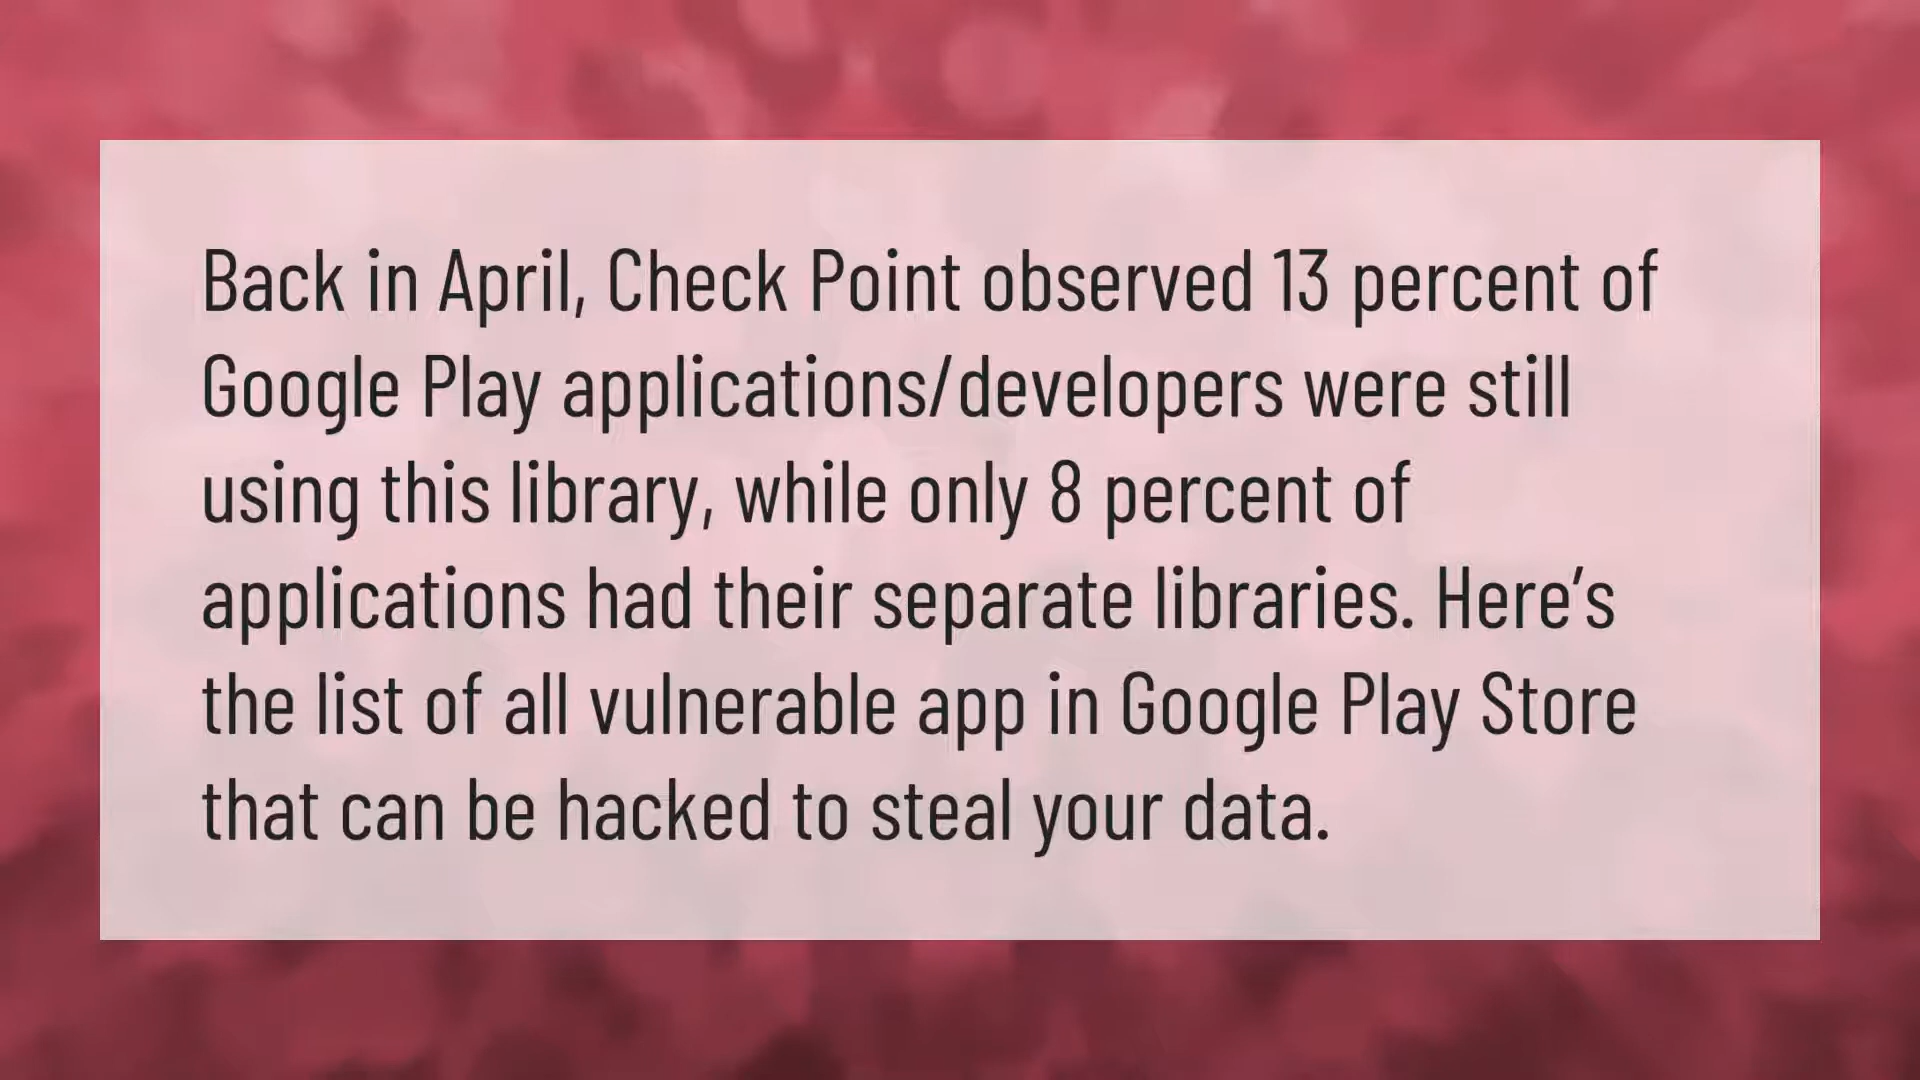 Back in April, Check Point observed 13 percent of
Google Play applications/developers were still
using this library, while only 8 percent of
applications had their separate libraries. Here’s
the list of all vulnerable app in Google Play Store
that can be hacked to steal your data.